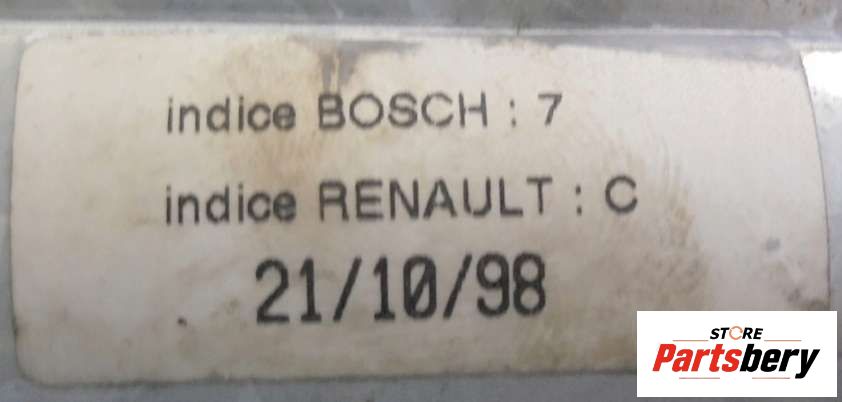 indice BOSCH : 7
indice RENAULT : C
21/10/98
STORE
Partsbery